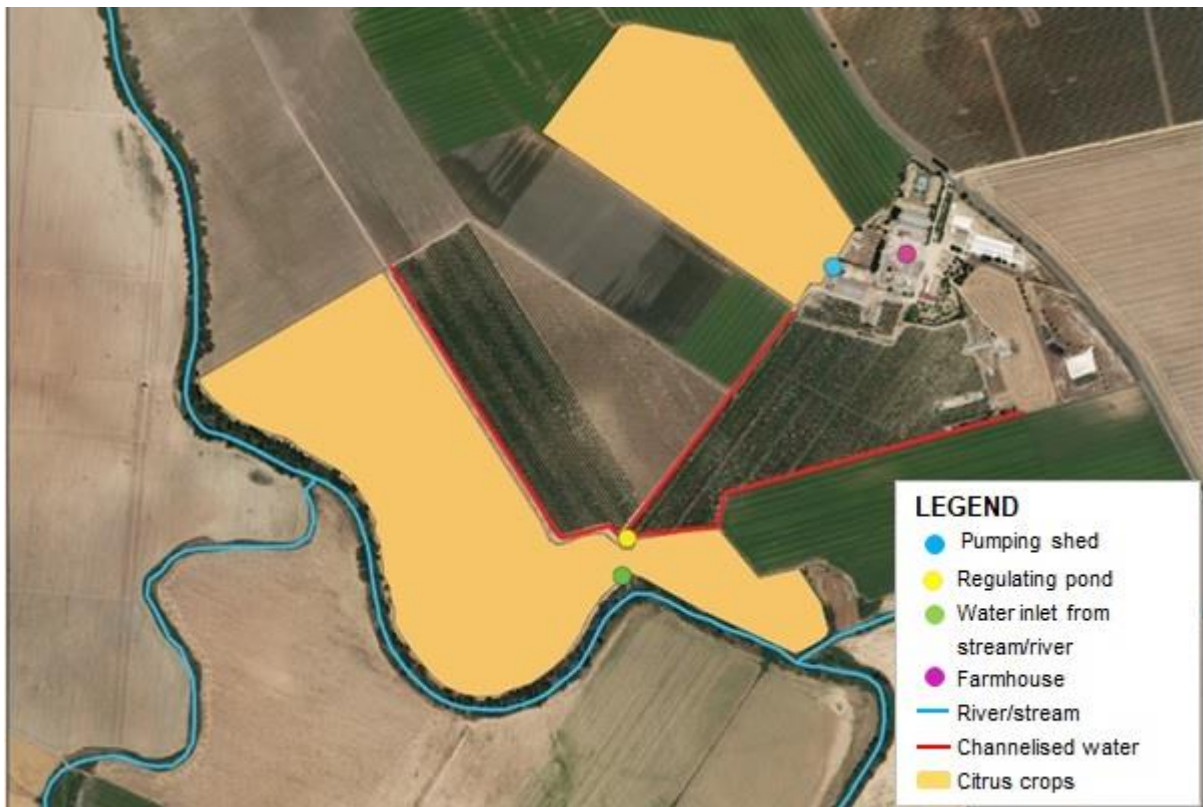 LEGEND
Pumping shed
Regulating pond
Water inlet from
stream/river
Farmhouse
River/stream
Channelised water
Citrus crops